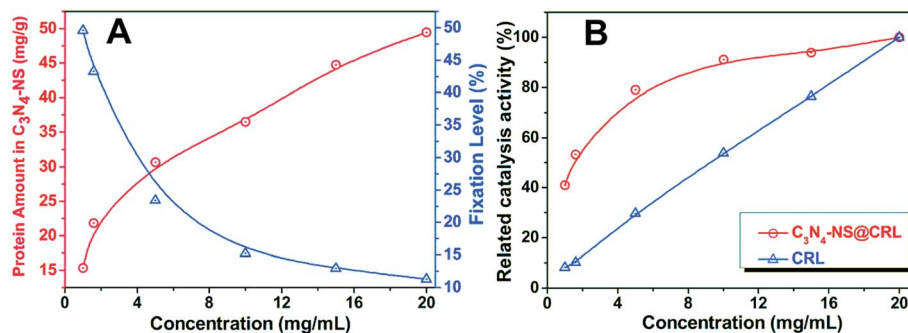 A
Protein Amount in C₃N₄-NS (mg/g)
50
45
40
35
30
25
20
15
Fixation Level (%)
50
45
40
35
30
25
20
15
10
0 4 8 12 16 20
Concentration (mg/mL)
B
Related catalysis activity (%)
100
80
60
40
20
0
C₃N₄-NS@CRL
CRL
0 4 8 12 16 20
Concentration (mg/mL)